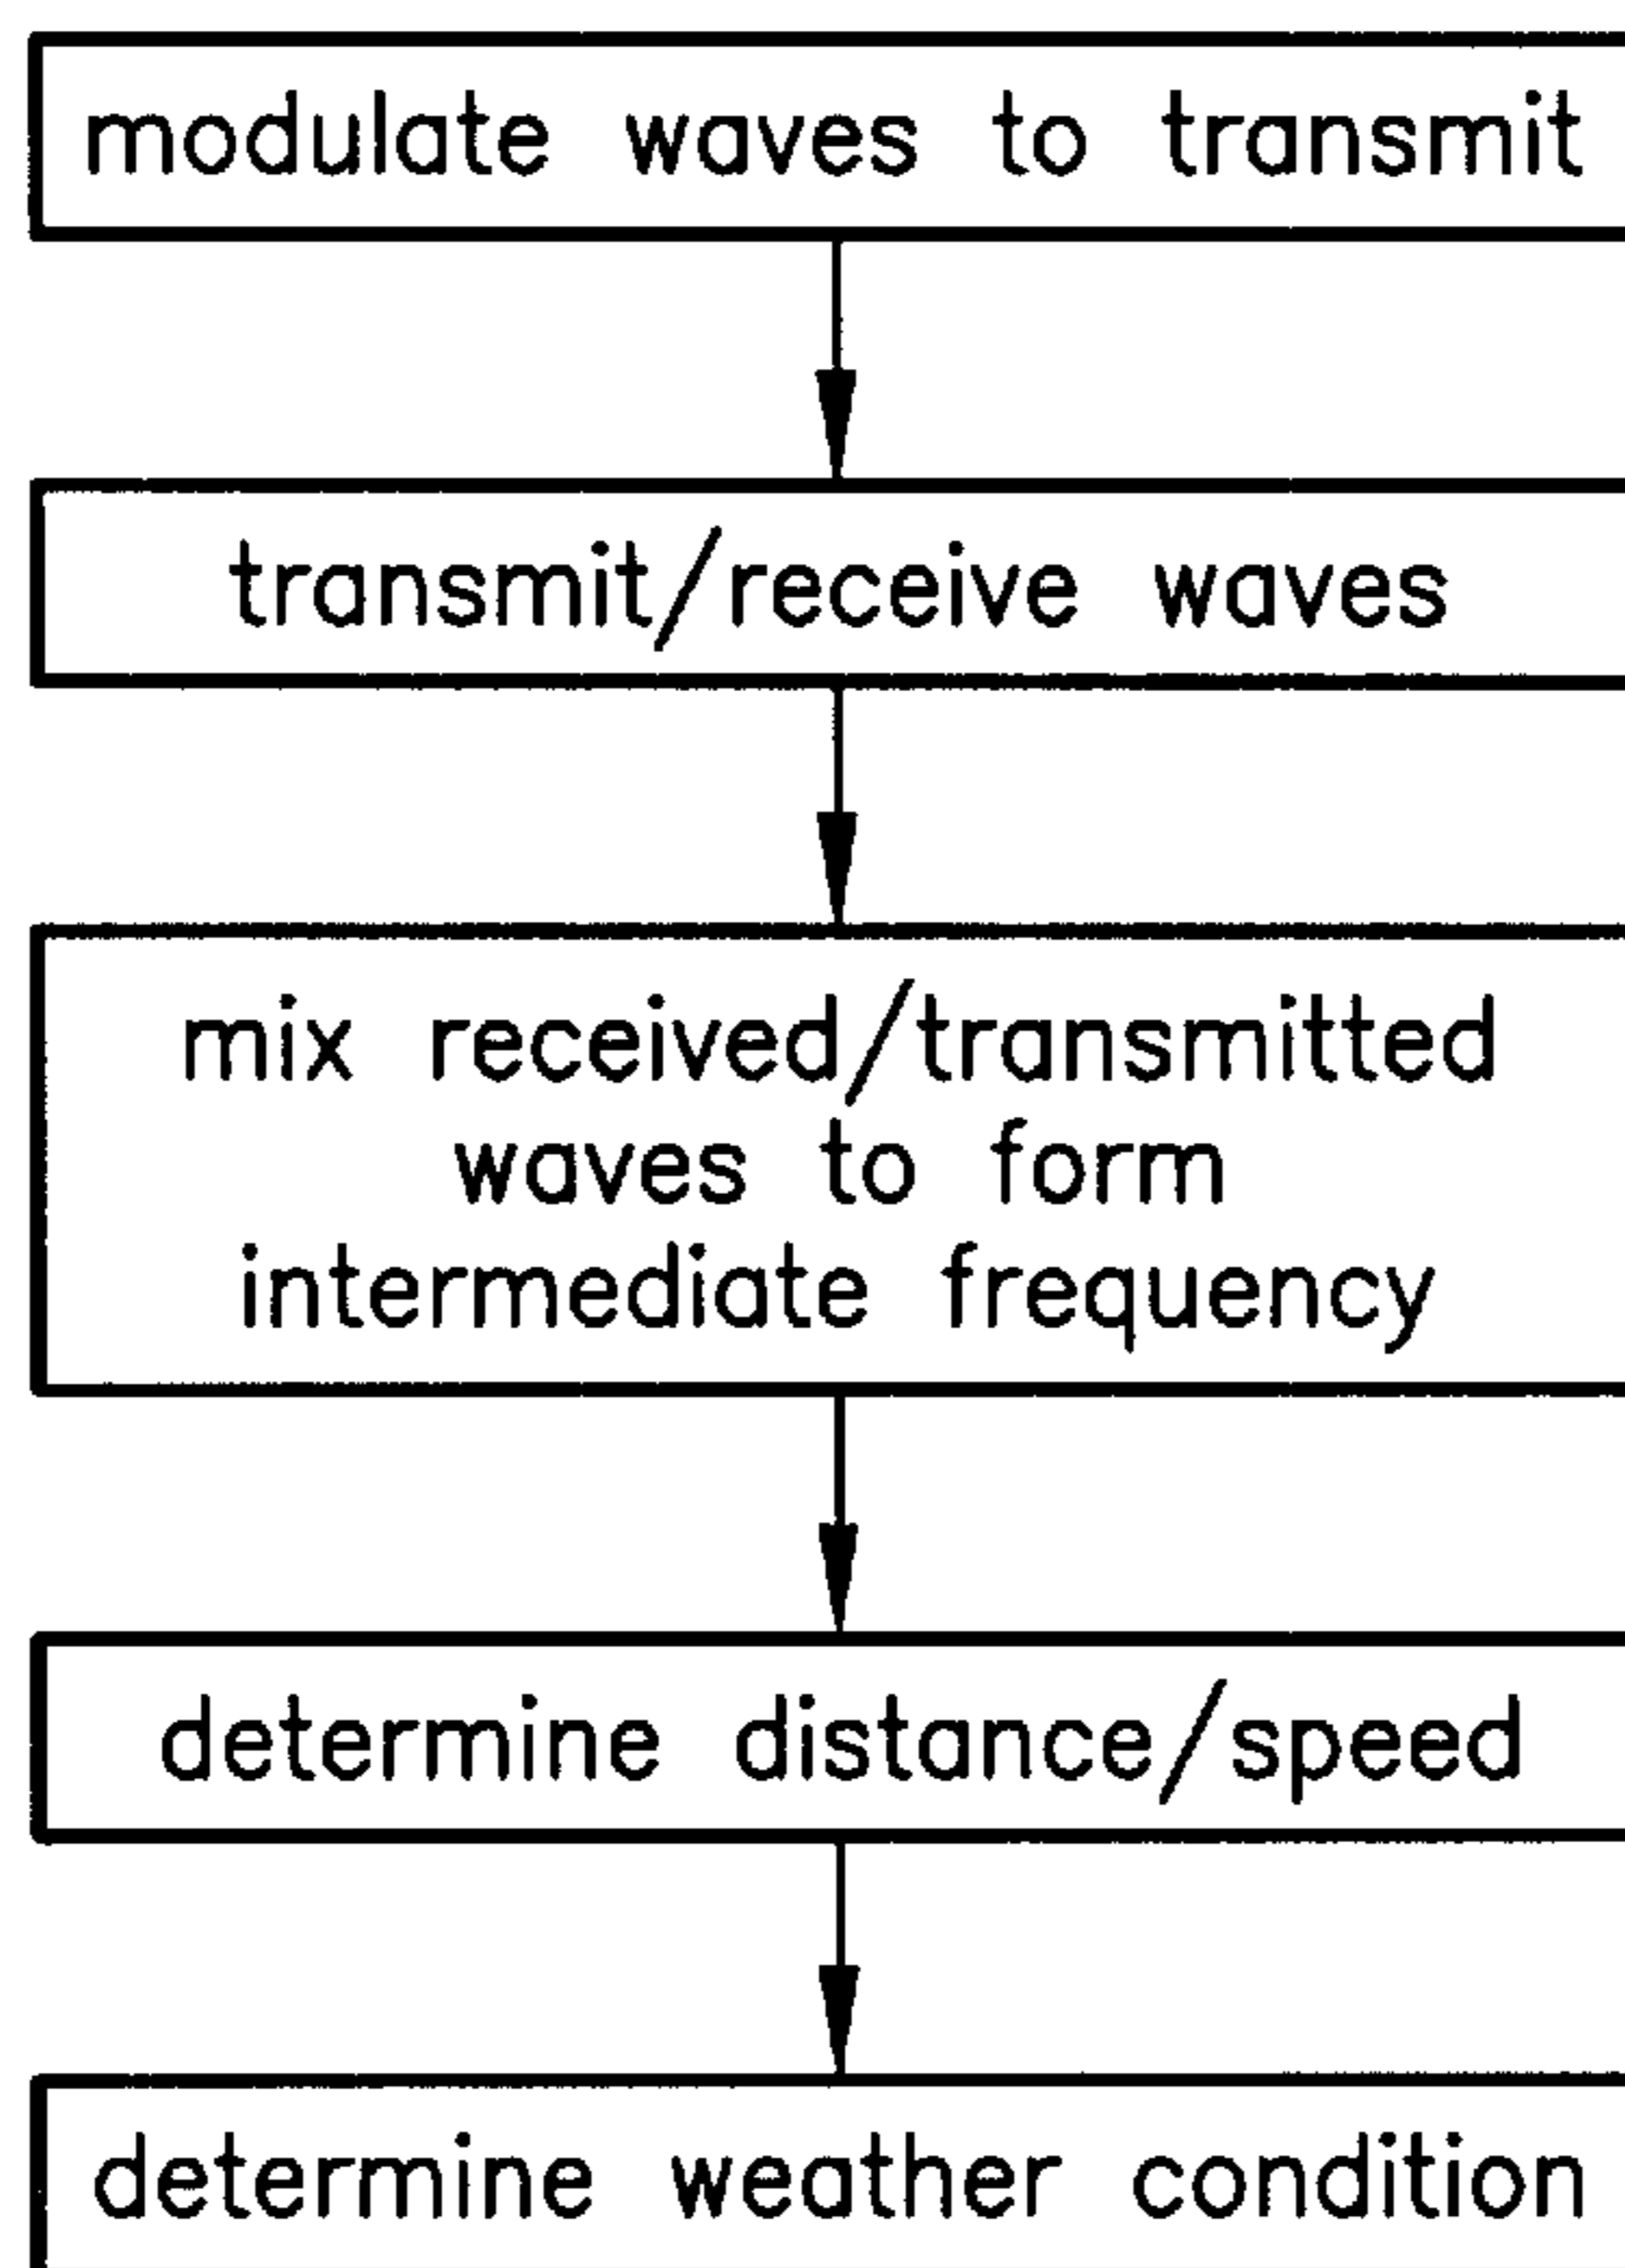 modulate waves to transmit
transmit/receive waves
mix received/transmitted
waves to form
intermediate frequency
determine distance/speed
determine weather condition